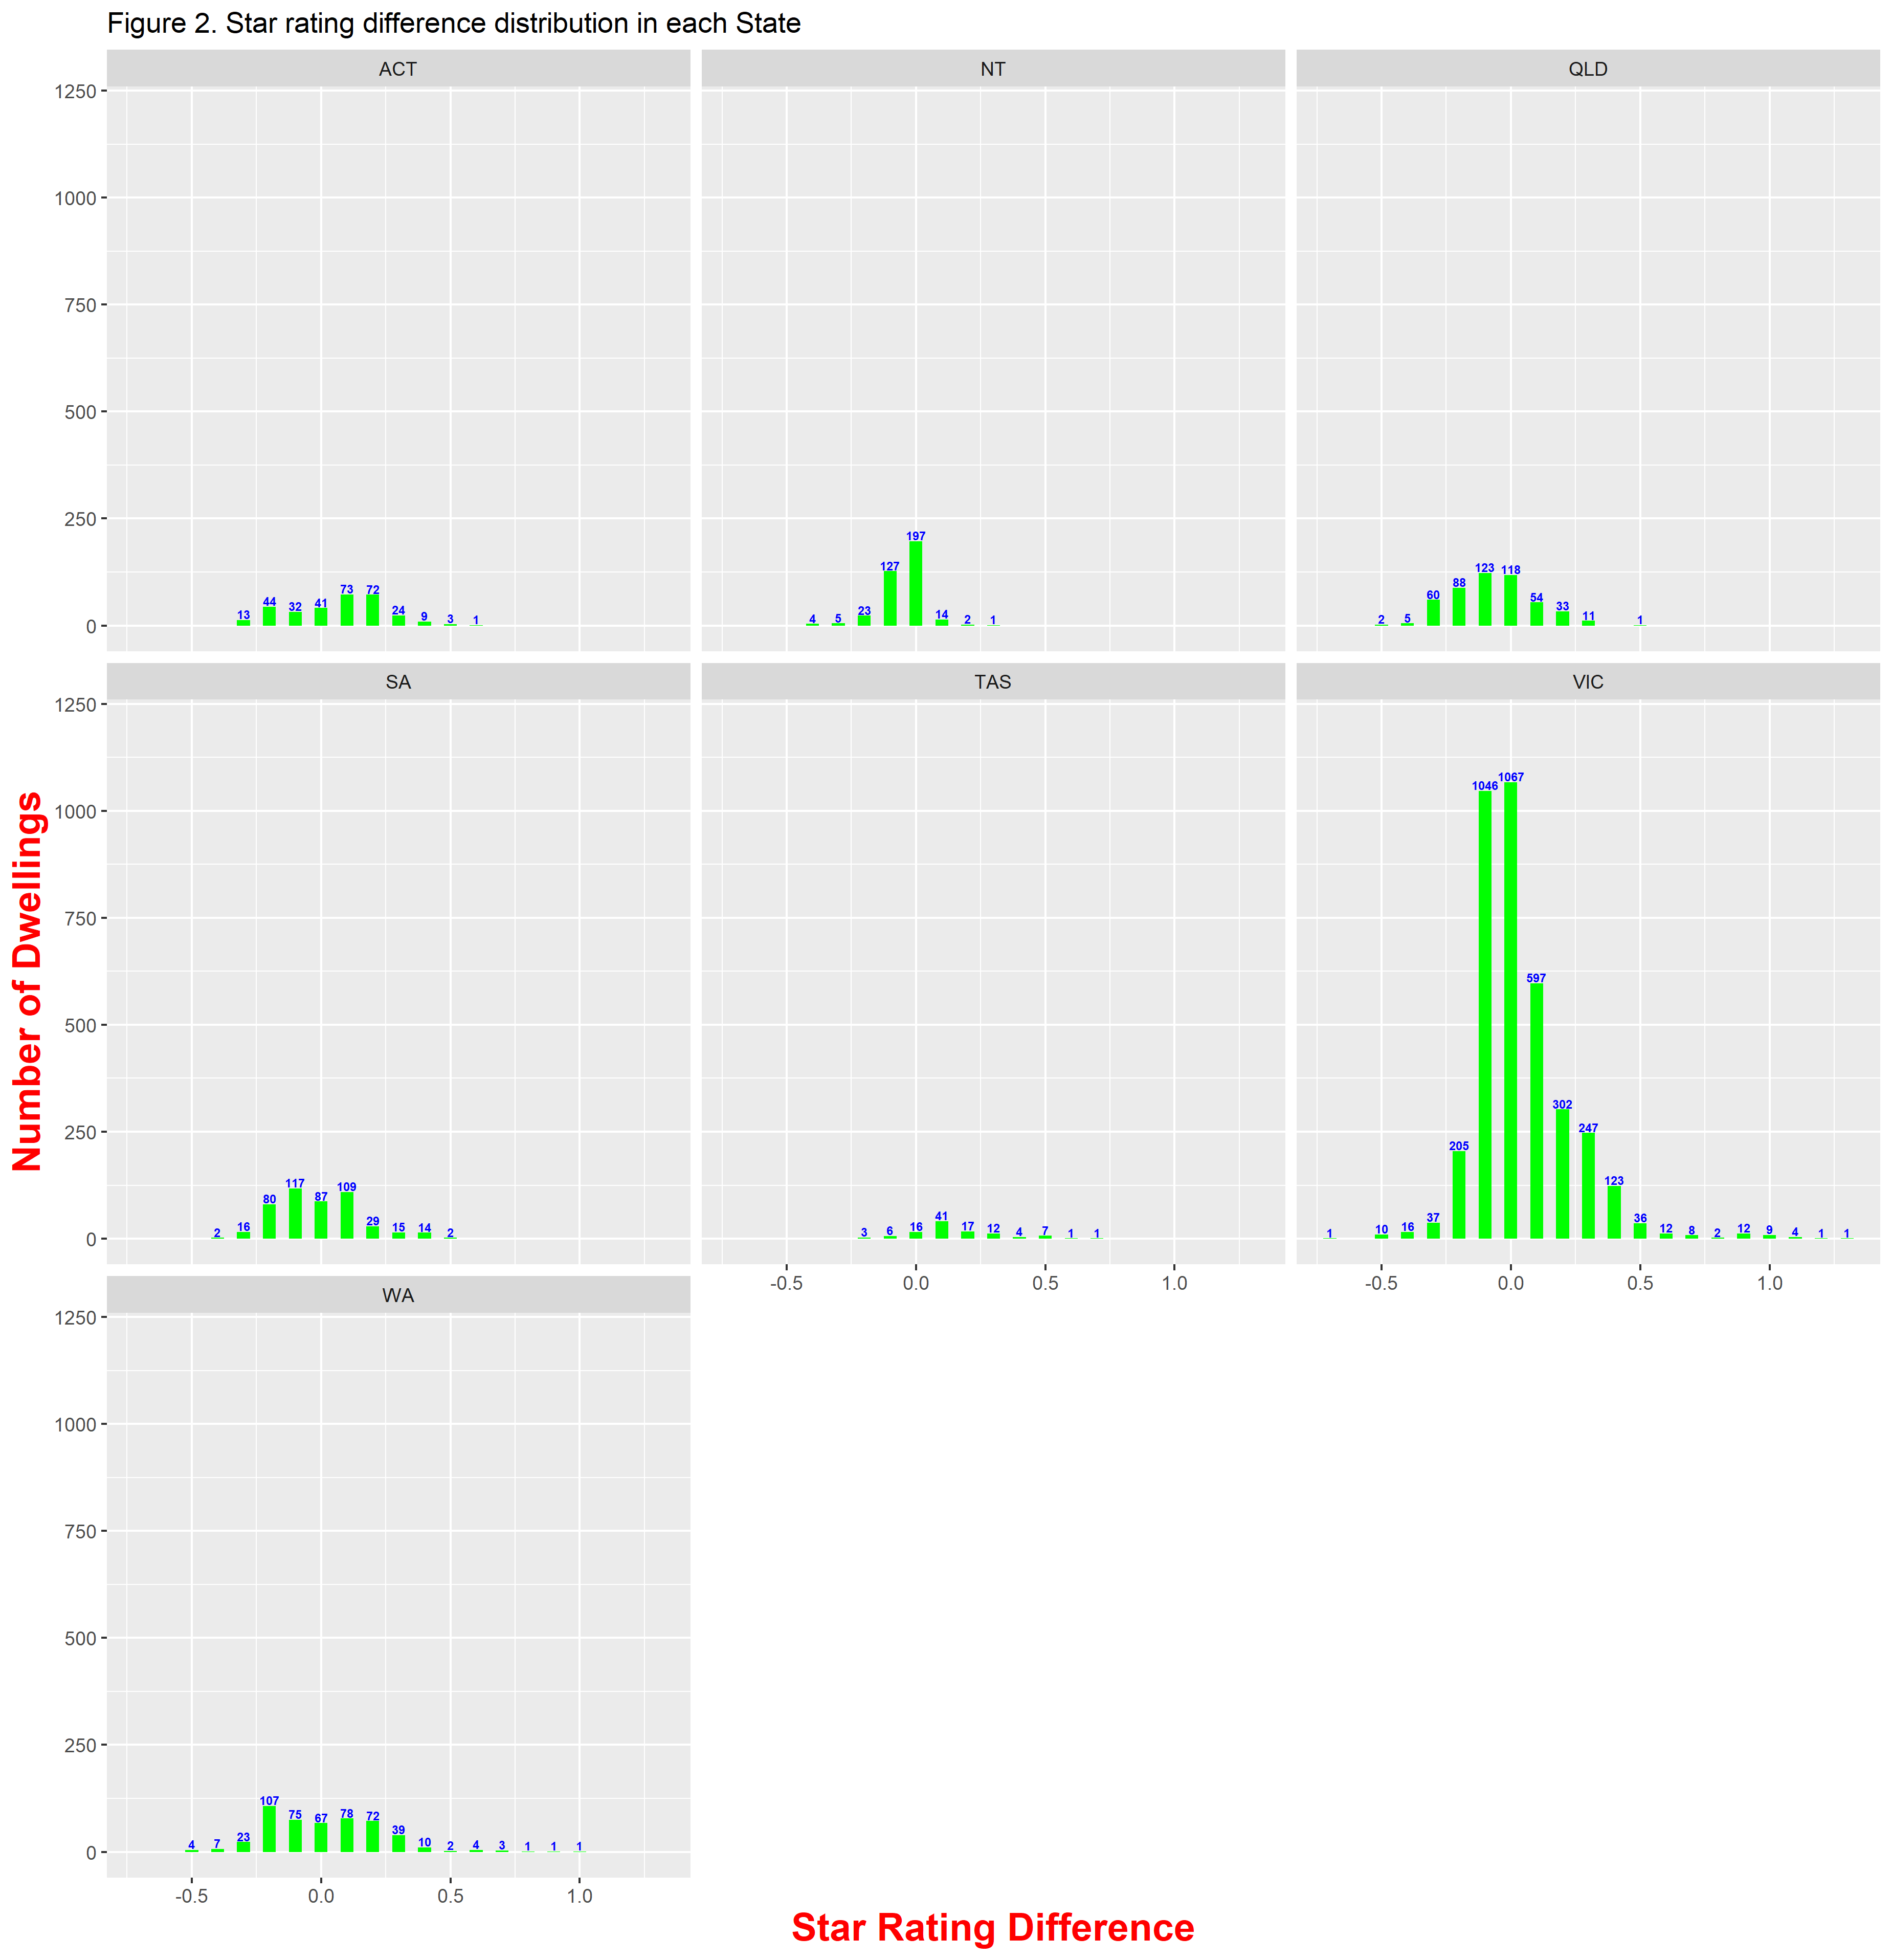 Figure 2. Star rating difference distribution in each State
ACT
NT
QLD
1250
1000
750
500
250
0
13 44 32 41 73 72 24 9 3 1
4 5 23 127 197 14 2 1
2 5 60 88 123 118 54 33 11 1
SA
TAS
VIC
1250
1000
750
500
250
0
2 16 80 117 87 109 29 15 14 2
3 6 16 41 17 12 4 7 1 1
1 10 16 37 205 1046 1067 597 302 247 123 36 12 8 2 12 9 4 1 1
-0.5 0.0 0.5 1.0
-0.5 0.0 0.5 1.0
WA
1250
1000
750
500
250
0
4 7 23 107 75 67 78 72 39 10 2 4 3 1 1 1
-0.5 0.0 0.5 1.0
Number of Dwellings
Star Rating Difference